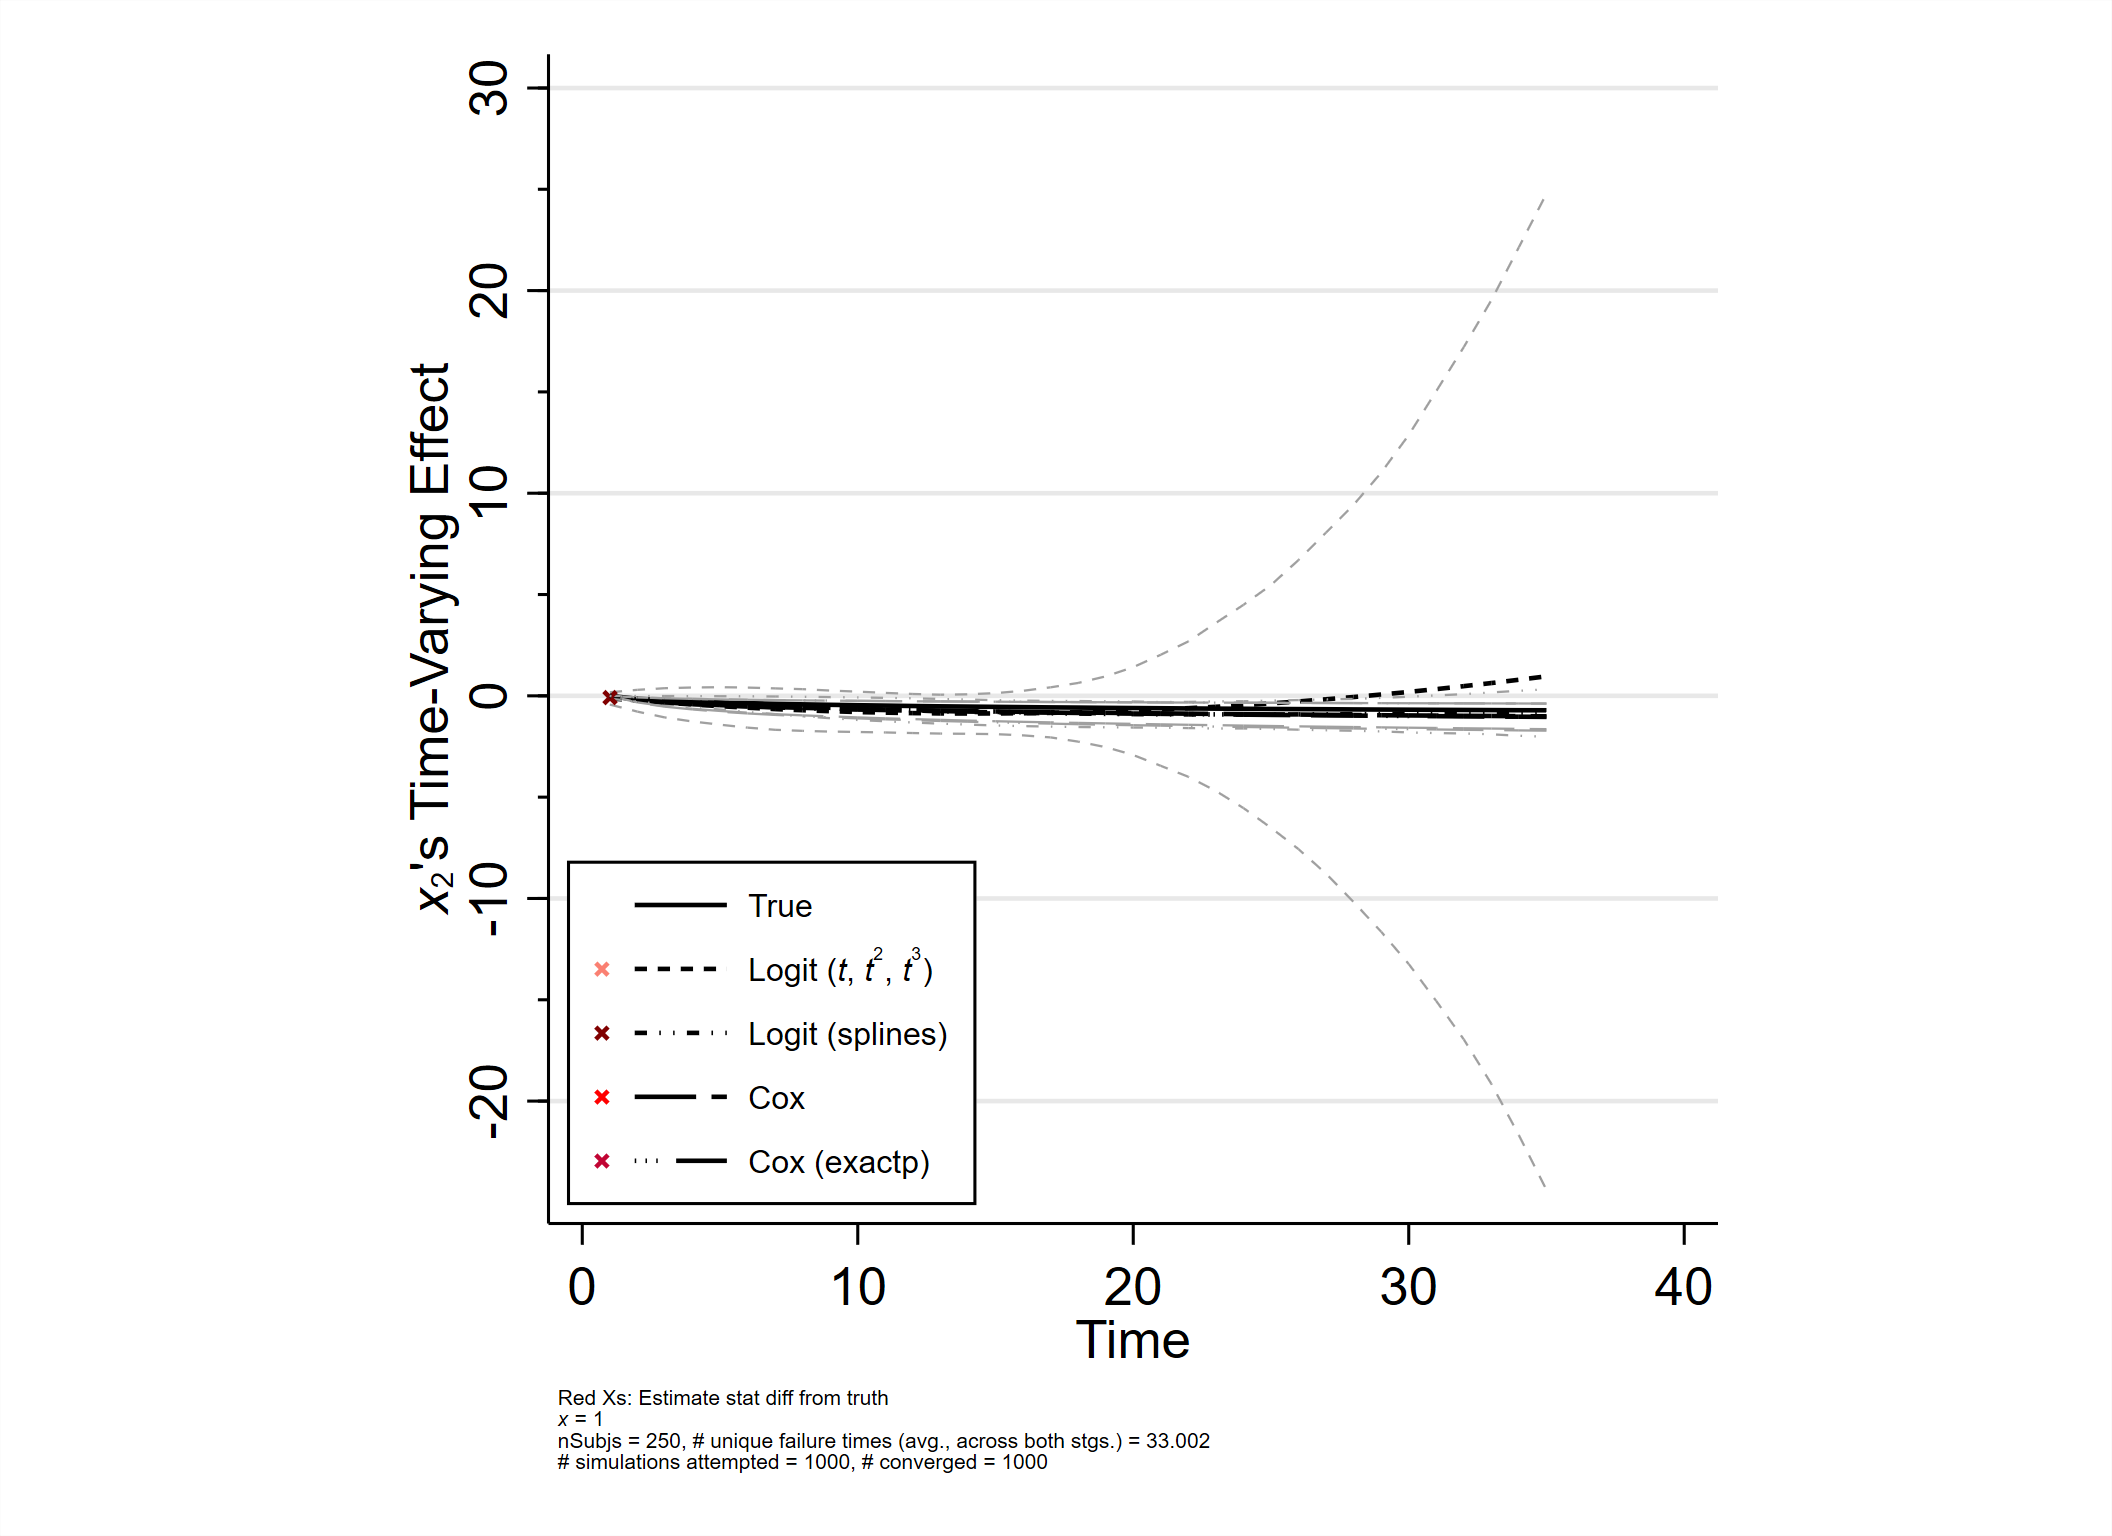 x₂'s Time-Varying Effect
30
20
10
0
-10
-20
True
Logit (t, t², t³)
Logit (splines)
Cox
Cox (exactp)
0 10 20 30 40
Time
Red Xs: Estimate stat diff from truth
x = 1
nSubjs = 250, # unique failure times (avg., across both stgs.) = 33.002
# simulations attempted = 1000, # converged = 1000